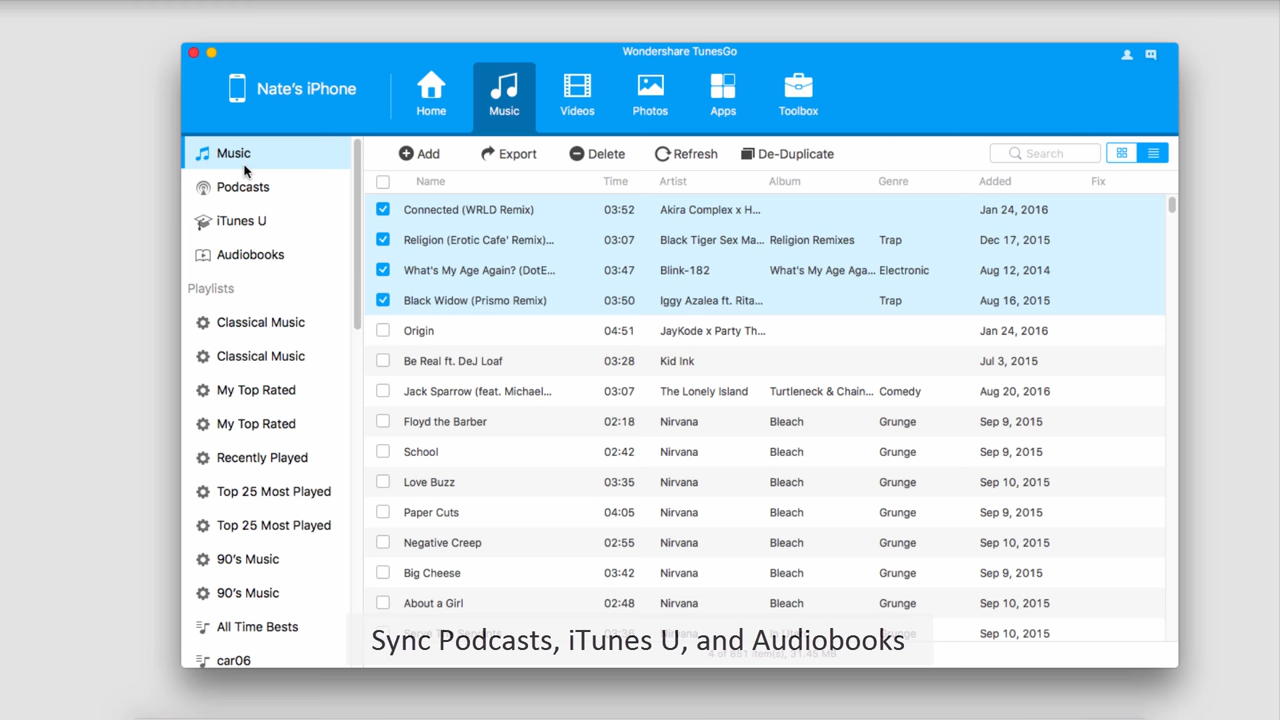 Wondershare TunesGo
Nate's iPhone
Home
Music
Videos
Photos
Apps
Toolbox
Music
Podcasts
iTunes U
Audiobooks
Playlists
Classical Music
Classical Music
My Top Rated
My Top Rated
Recently Played
Top 25 Most Played
Top 25 Most Played
90's Music
90's Music
All Time Bests
car06
Add Export Delete Refresh De-Duplicate Search
Name Time Artist Album Genre Added Fix
Connected (WRLD Remix) 03:52 Akira Complex x H... Jan 24, 2016
Religion (Erotic Cafe' Remix)... 03:07 Black Tiger Sex Ma... Religion Remixes Trap Dec 17, 2015
What's My Age Again? (DotE... 03:47 Blink-182 What's My Age Aga... Electronic Aug 12, 2014
Black Widow (Prismo Remix) 03:50 Iggy Azalea ft. Rita... Trap Aug 16, 2015
Origin 04:51 JayKode x Party Th... Jan 24, 2016
Be Real ft. DeJ Loaf 03:28 Kid Ink Jul 3, 2015
Jack Sparrow (feat. Michael... 03:07 The Lonely Island Turtleneck & Chain... Comedy Aug 20, 2016
Floyd the Barber 02:18 Nirvana Bleach Grunge Sep 9, 2015
School 02:42 Nirvana Bleach Grunge Sep 9, 2015
Love Buzz 03:35 Nirvana Bleach Grunge Sep 10, 2015
Paper Cuts 04:05 Nirvana Bleach Grunge Sep 9, 2015
Negative Creep 02:55 Nirvana Bleach Grunge Sep 10, 2015
Big Cheese 03:42 Nirvana Bleach Grunge Sep 9, 2015
About a Girl 02:48 Nirvana Bleach Grunge Sep 10, 2015
Sep 10, 2015
Sync Podcasts, iTunes U, and Audiobooks
4 of 851 item(s), 31.45 MB